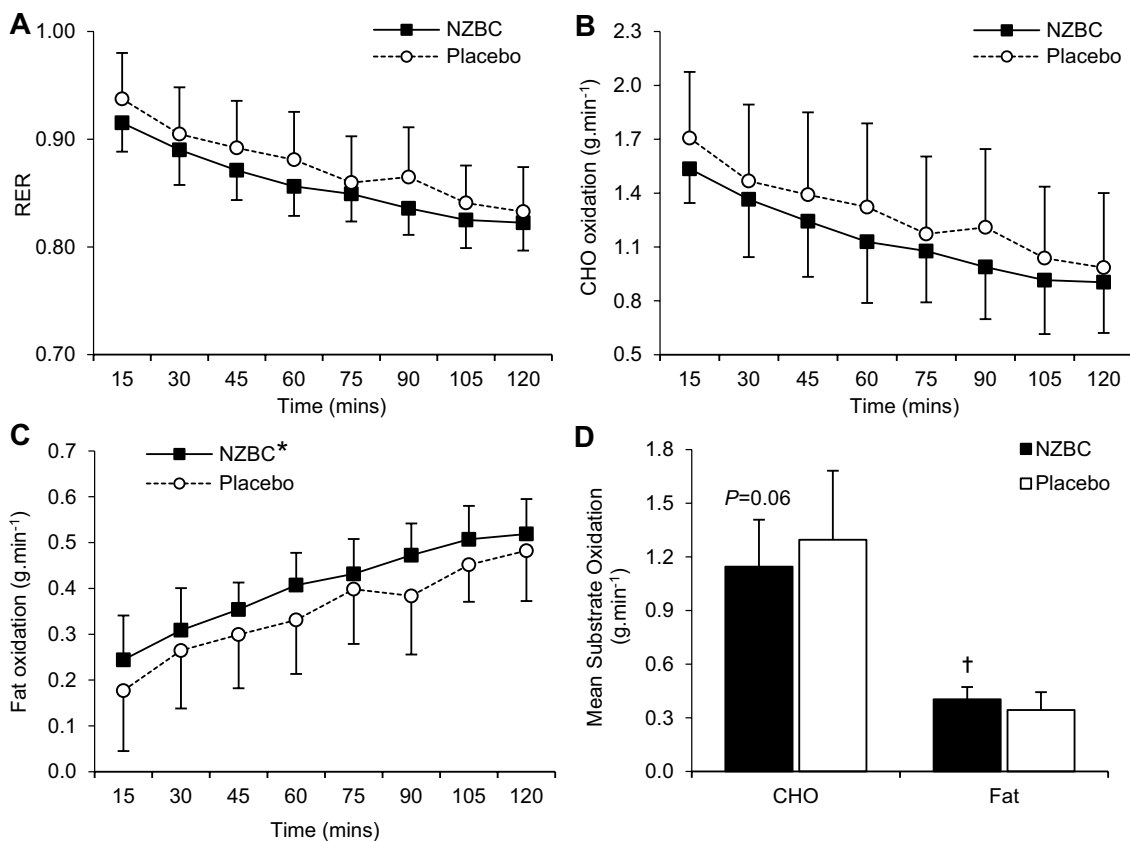 A
RER
1.00
0.90
0.80
0.70
NZBC
Placebo
15 30 45 60 75 90 105 120
Time (mins)
B
CHO oxidation (g.min⁻¹)
2.3
2.0
1.7
1.4
1.1
0.8
0.5
NZBC
Placebo
15 30 45 60 75 90 105 120
Time (mins)
C
Fat oxidation (g.min⁻¹)
0.7
0.6
0.5
0.4
0.3
0.2
0.1
0.0
NZBC*
Placebo
15 30 45 60 75 90 105 120
Time (mins)
D
Mean Substrate Oxidation
(g.min⁻¹)
1.8
1.5
1.2
0.9
0.6
0.3
0.0
NZBC
Placebo
P=0.06
†
CHO Fat